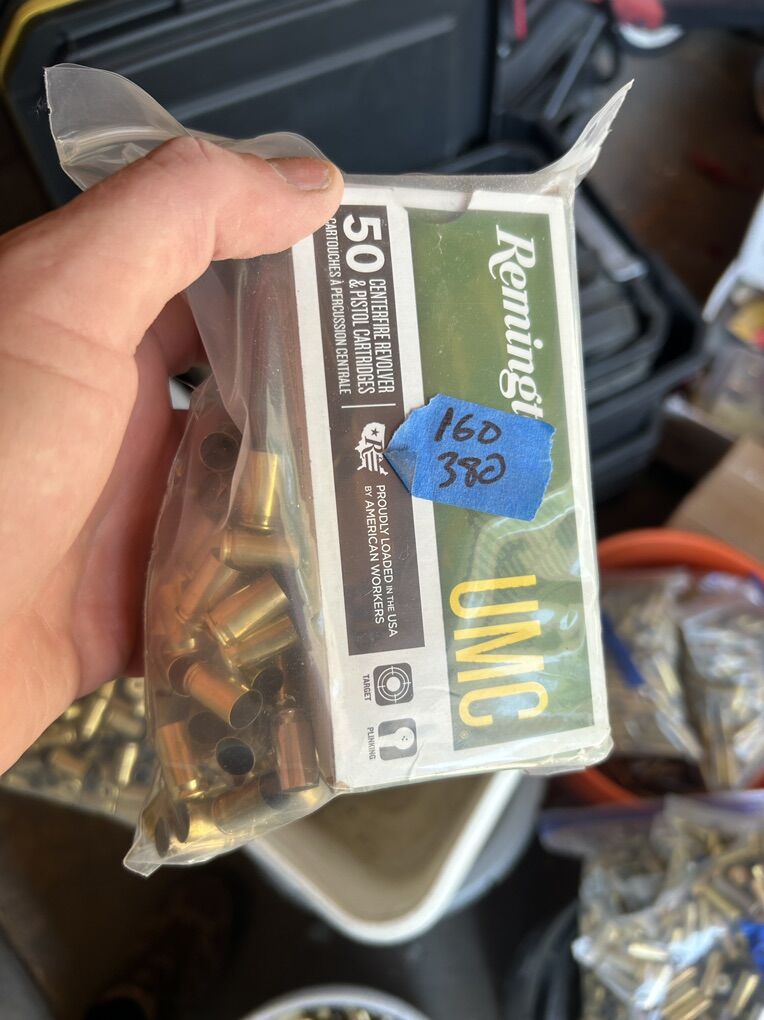 50
CENTERFIRE REVOLVER
& PISTOL CARTRIDGES
CARTOUCHES À PERCUSSION CENTRALE
R
PROUDLY LOADED IN THE USA
BY AMERICAN WORKERS
TARGET
PLINKING
Remingt
160
380
UMC®